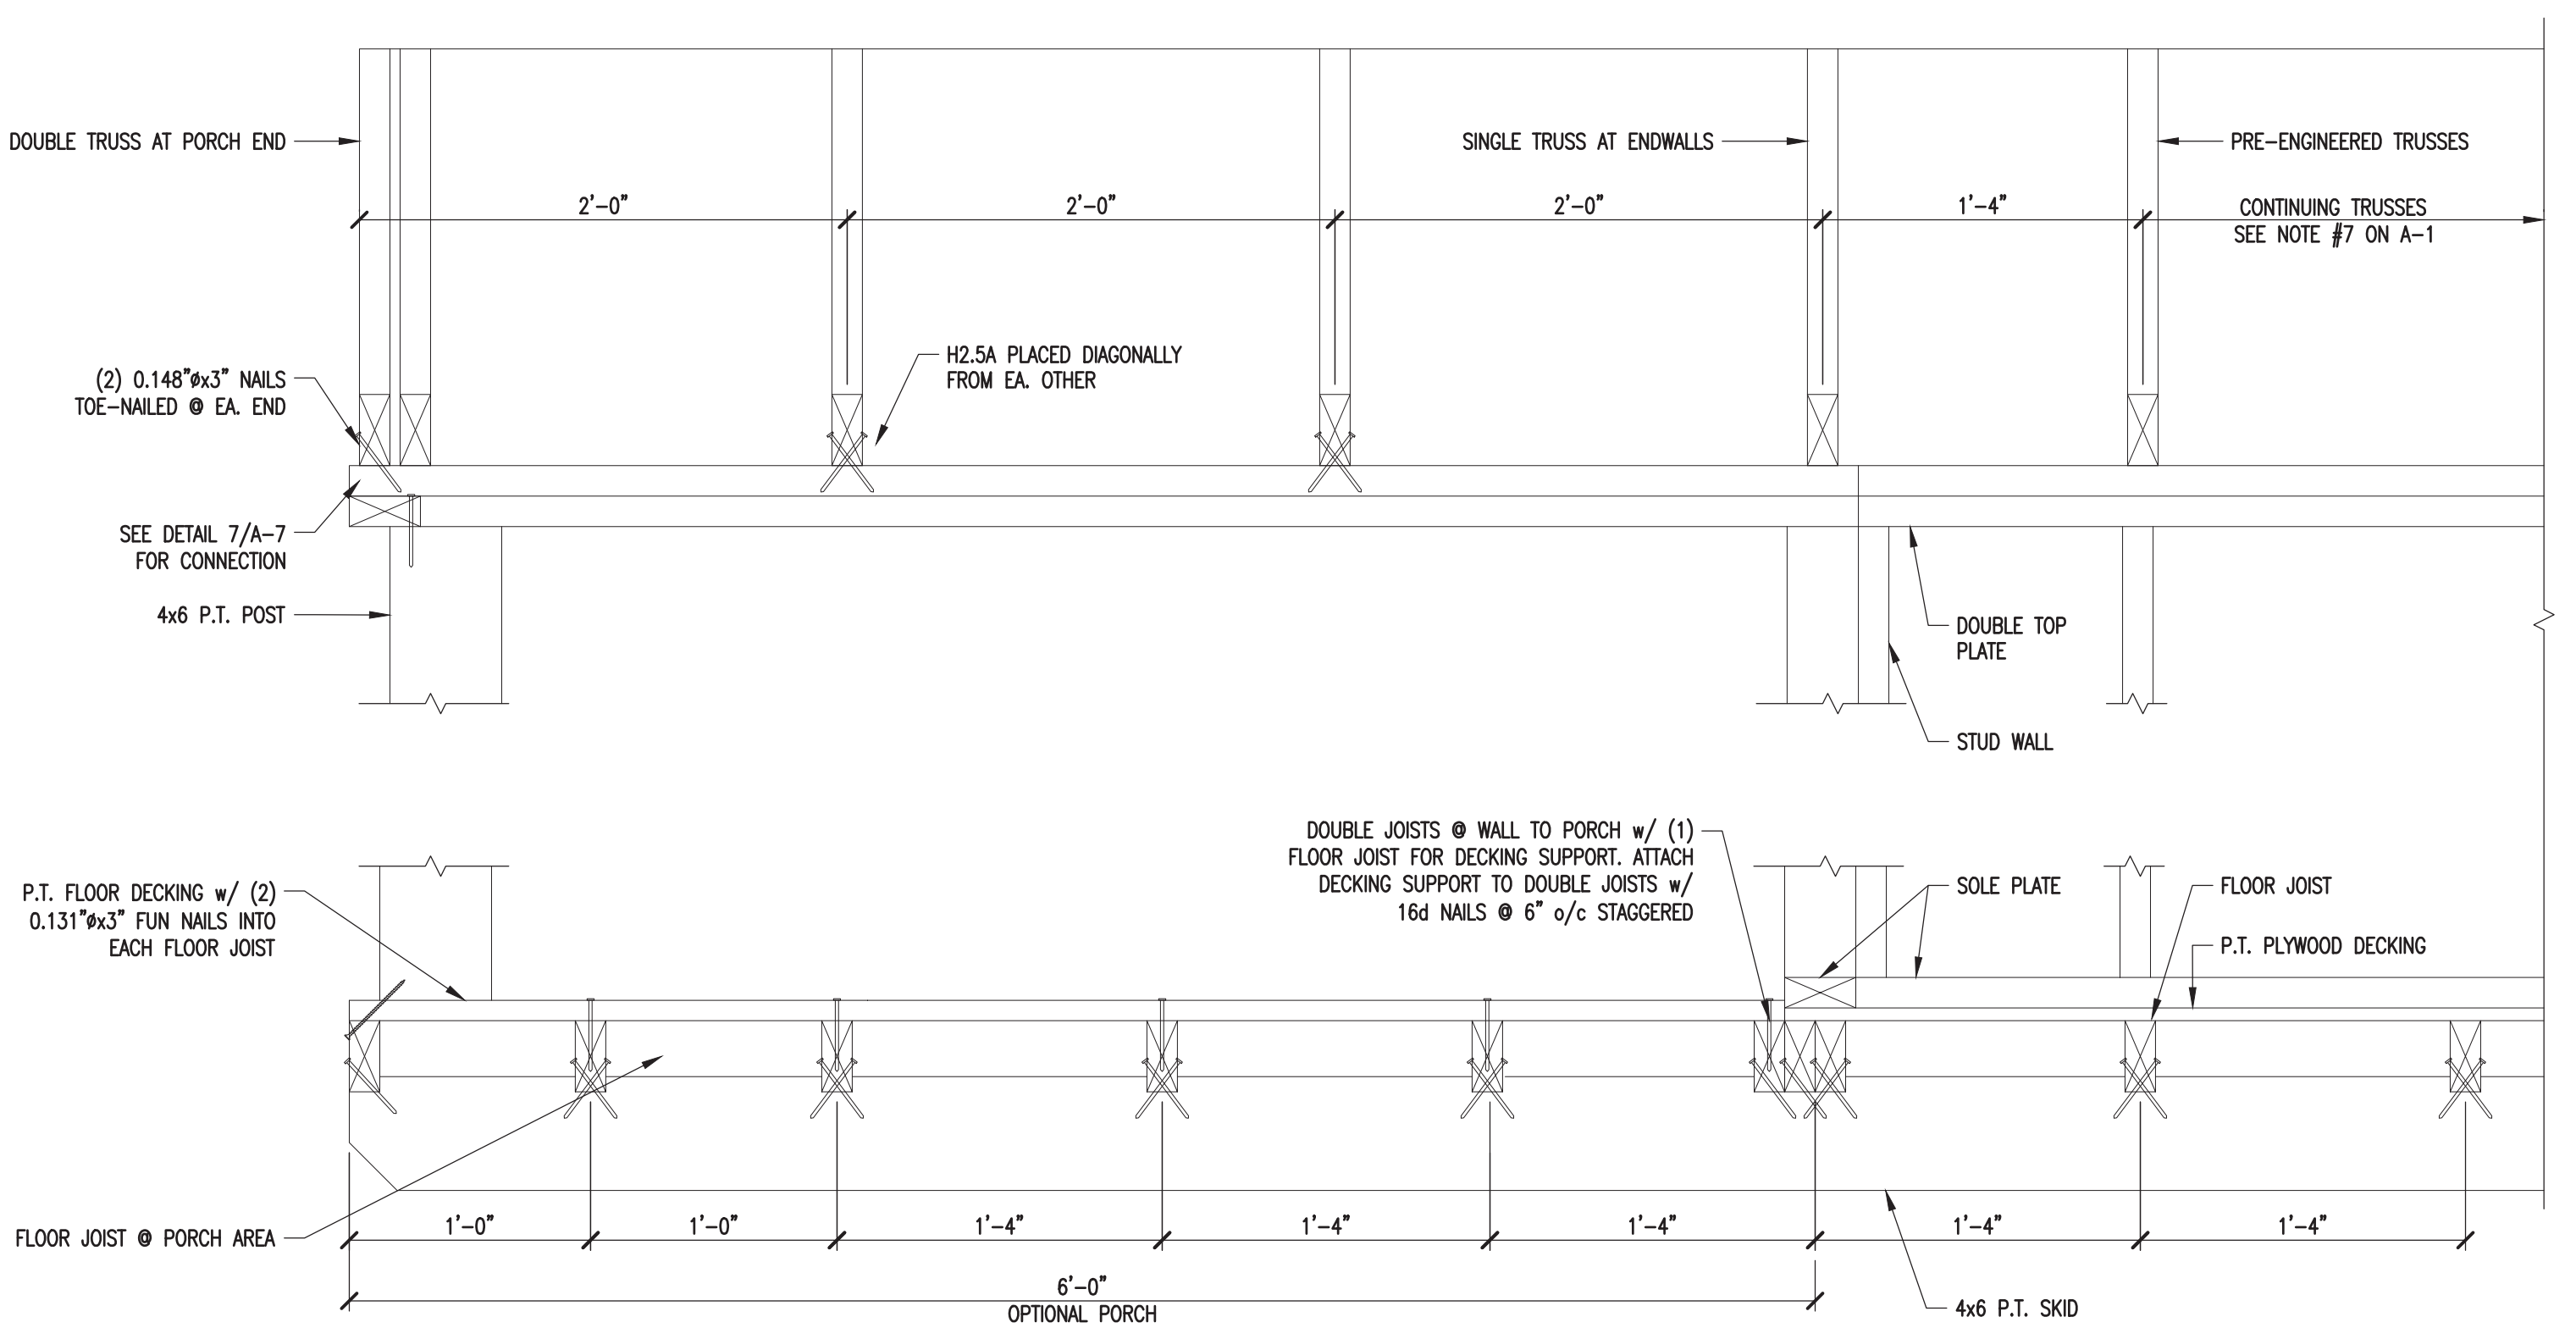 DOUBLE TRUSS AT PORCH END
SINGLE TRUSS AT ENDWALLS
PRE-ENGINEERED TRUSSES
2'-0"
2'-0"
2'-0"
1'-4"
CONTINUING TRUSSES
SEE NOTE #7 ON A-1
H2.5A PLACED DIAGONALLY
FROM EA. OTHER
(2) 0.148"øx3" NAILS
TOE-NAILED @ EA. END
SEE DETAIL 7/A-7
FOR CONNECTION
4x6 P.T. POST
DOUBLE TOP
PLATE
STUD WALL
DOUBLE JOISTS @ WALL TO PORCH w/ (1)
FLOOR JOIST FOR DECKING SUPPORT. ATTACH
DECKING SUPPORT TO DOUBLE JOISTS w/
16d NAILS @ 6" o/c STAGGERED
P.T. FLOOR DECKING w/ (2)
0.131"øx3" FUN NAILS INTO
EACH FLOOR JOIST
SOLE PLATE
FLOOR JOIST
P.T. PLYWOOD DECKING
FLOOR JOIST @ PORCH AREA
1'-0"
1'-0"
1'-4"
1'-4"
1'-4"
1'-4"
1'-4"
6'-0"
OPTIONAL PORCH
4x6 P.T. SKID